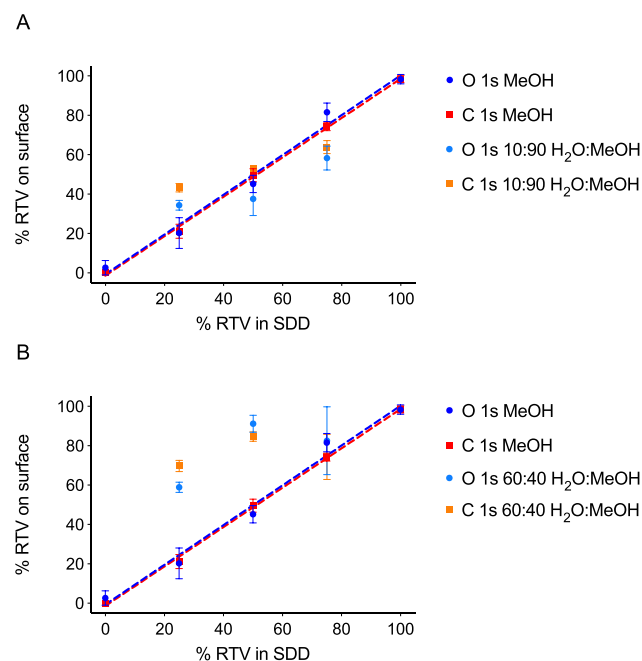 A
% RTV on surface
100
80
60
40
20
0
0 20 40 60 80 100
% RTV in SDD
O 1s MeOH
C 1s MeOH
O 1s 10:90 H₂O:MeOH
C 1s 10:90 H₂O:MeOH
B
% RTV on surface
100
80
60
40
20
0
0 20 40 60 80 100
% RTV in SDD
O 1s MeOH
C 1s MeOH
O 1s 60:40 H₂O:MeOH
C 1s 60:40 H₂O:MeOH